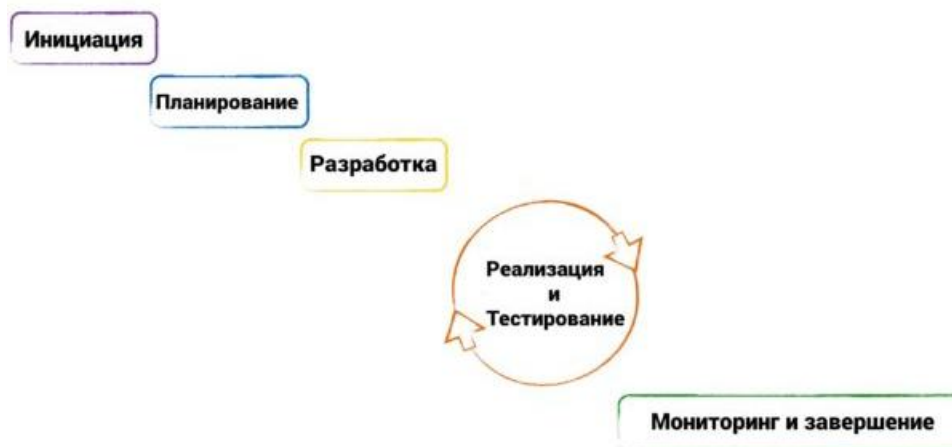 Инициация
Планирование
Разработка
Реализация
и
Тестирование
Мониторинг и завершение